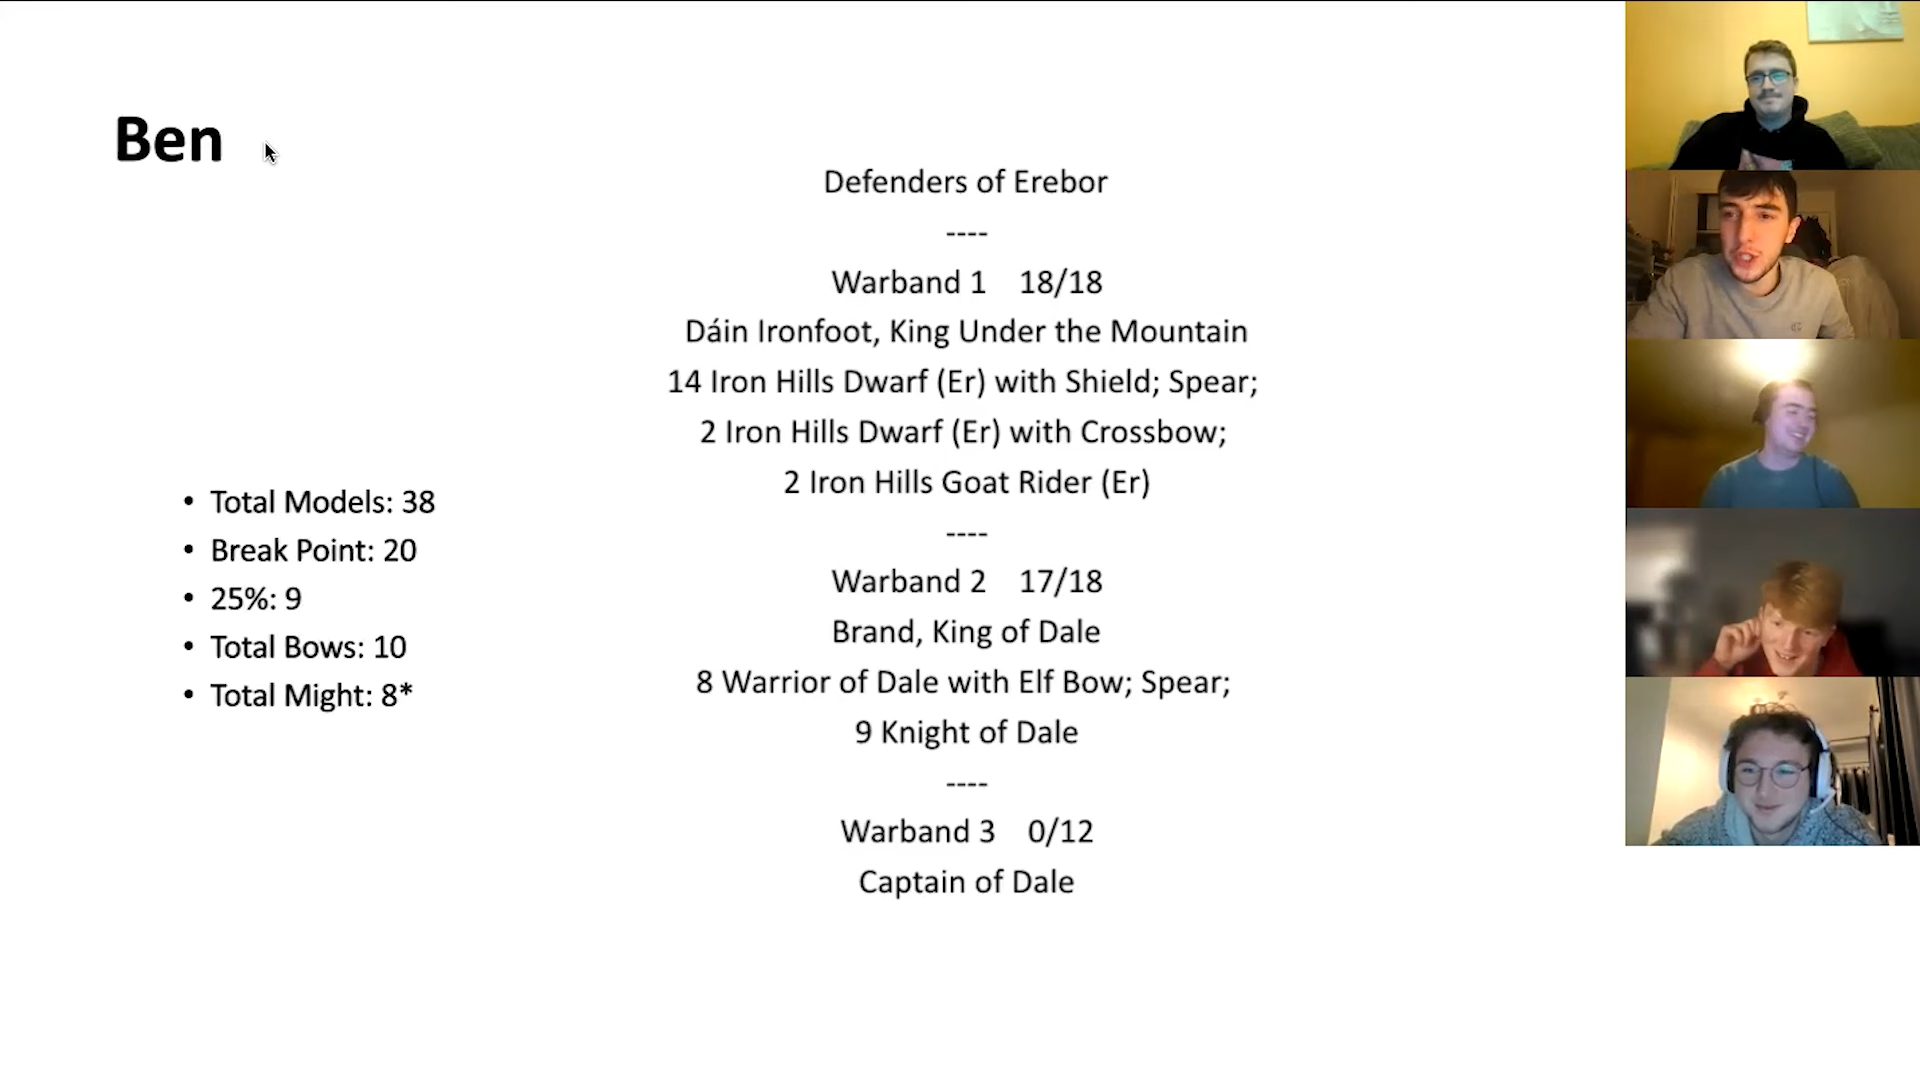 Ben
Defenders of Erebor
----
Warband 1 18/18
Dáin Ironfoot, King Under the Mountain
14 Iron Hills Dwarf (Er) with Shield; Spear;
2 Iron Hills Dwarf (Er) with Crossbow;
2 Iron Hills Goat Rider (Er)
----
Warband 2 17/18
Brand, King of Dale
8 Warrior of Dale with Elf Bow; Spear;
9 Knight of Dale
----
Warband 3 0/12
Captain of Dale
• Total Models: 38
• Break Point: 20
• 25%: 9
• Total Bows: 10
• Total Might: 8*